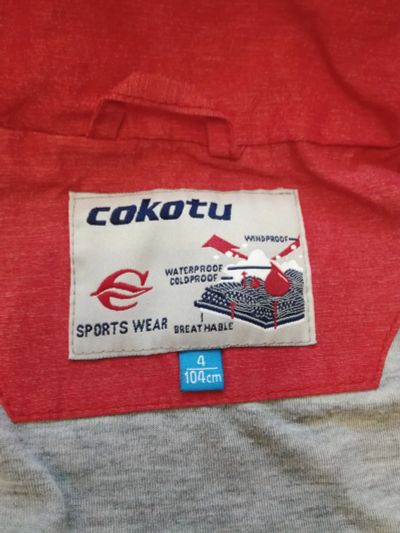 cokotu
WINDPROOF
WATERPROOF
COLDPROOF
SPORTS WEAR
BREATHABLE
4
104cm